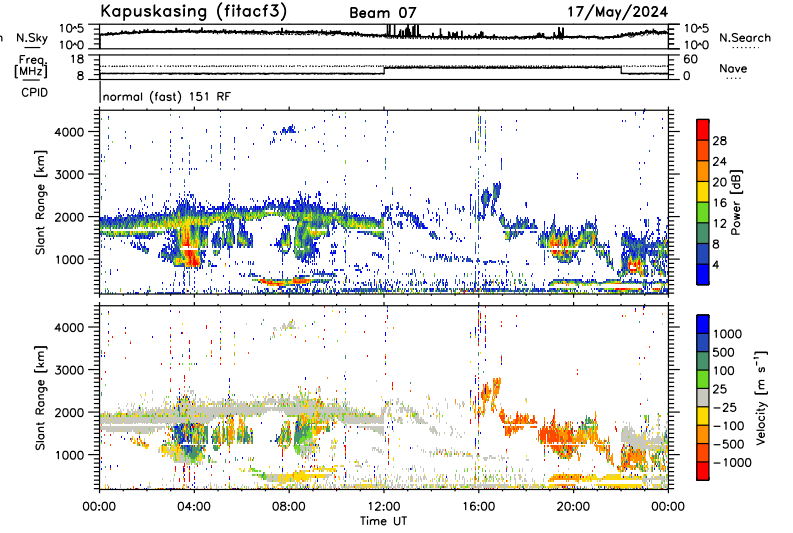 Kapuskasing (fitacf3) Beam 07 17/May/2024
N.Sky 10^5 10^0 10^5 10^0 N.Search
Freq. [MHz] 18 8 60 0 Nave
CPID normal (fast) 151 RF
Slant Range [km]
4000
3000
2000
1000
28
24
20
16
12
8
4
Power [dB]
Slant Range [km]
4000
3000
2000
1000
1000
500
100
25
-25
-100
-500
-1000
Velocity [m s⁻¹]
00:00 04:00 08:00 12:00 16:00 20:00 00:00
Time UT